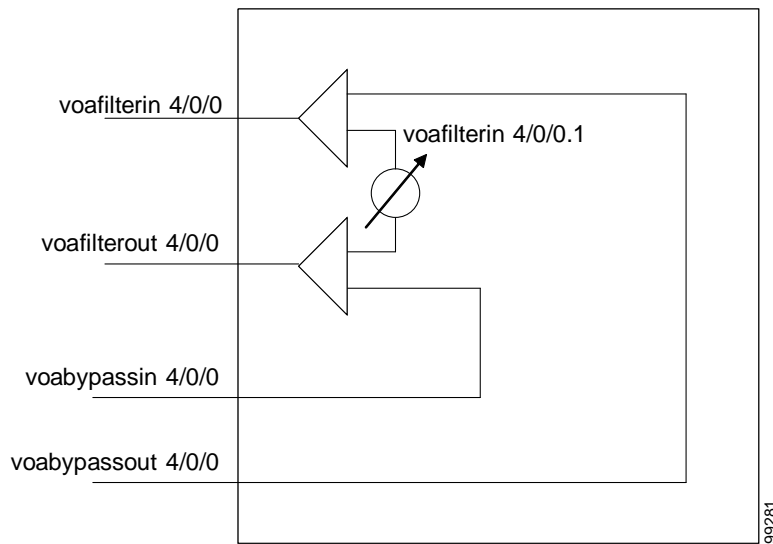 voafilterin 4/0/0
voafilterin 4/0/0.1
voafilterout 4/0/0
voabypassin 4/0/0
voabypassout 4/0/0
99281